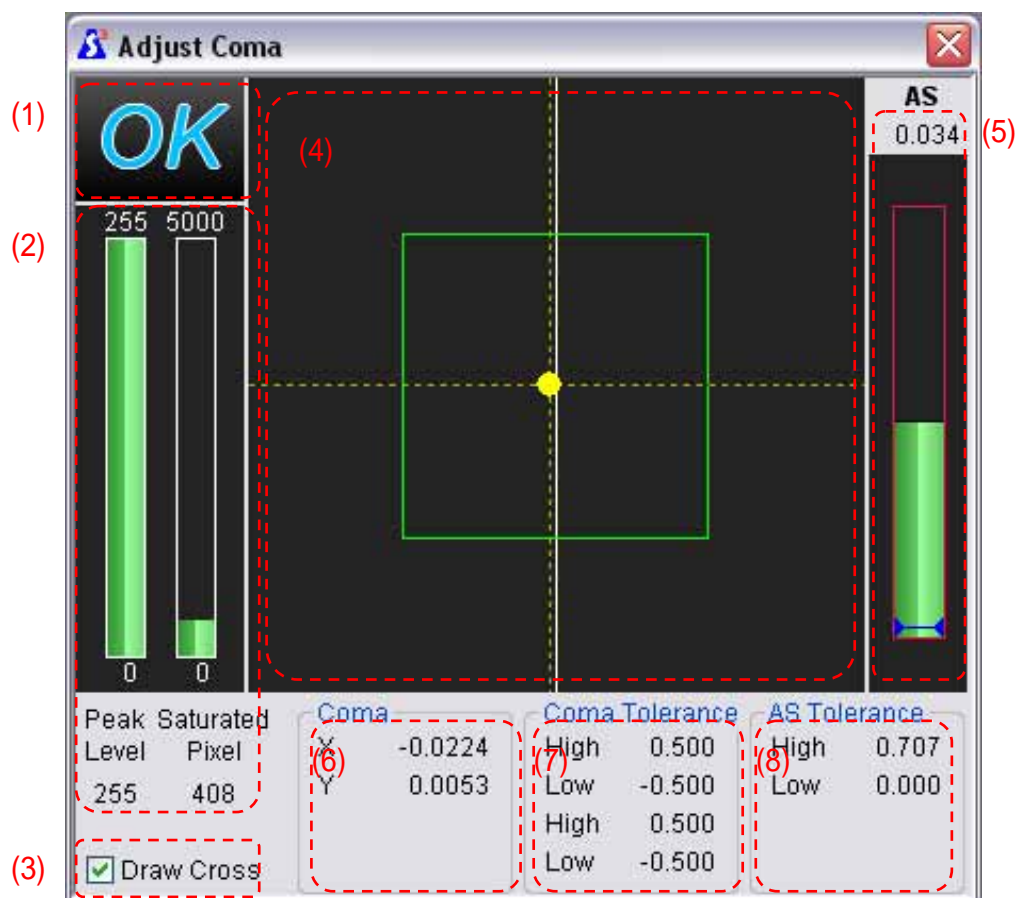 Adjust Coma
(1)
OK
(4)
AS
0.034
(5)
(2)
255 5000
0 0
Peak Saturated
Level Pixel
255 408
(3)
Draw Cross
Coma
(6)
X -0.0224
Y 0.0053
Coma Tolerance
(7)
High 0.500
Low -0.500
High 0.500
Low -0.500
AS Tolerance
(8)
High 0.707
Low 0.000